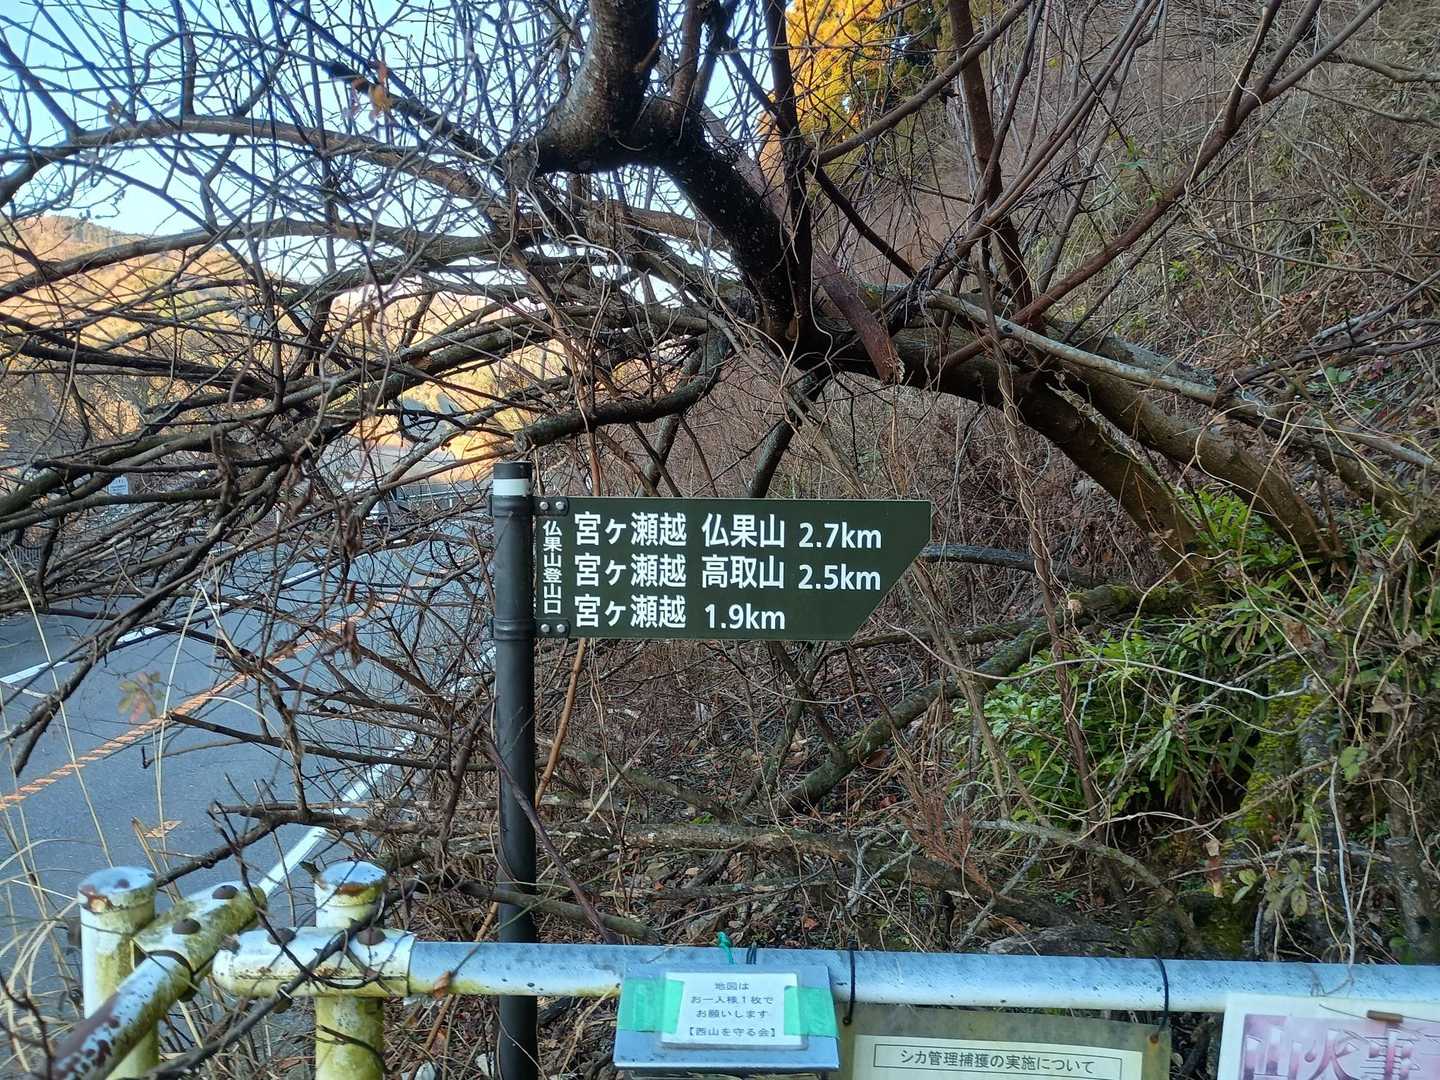 仏果山登山口
宮ヶ瀬越 仏果山 2.7km
宮ヶ瀬越 高取山 2.5km
宮ヶ瀬越 1.9km
地図は
お一人様1枚で
お願いします
【西山を守る会】
シカ管理捕獲の実施について
山火事